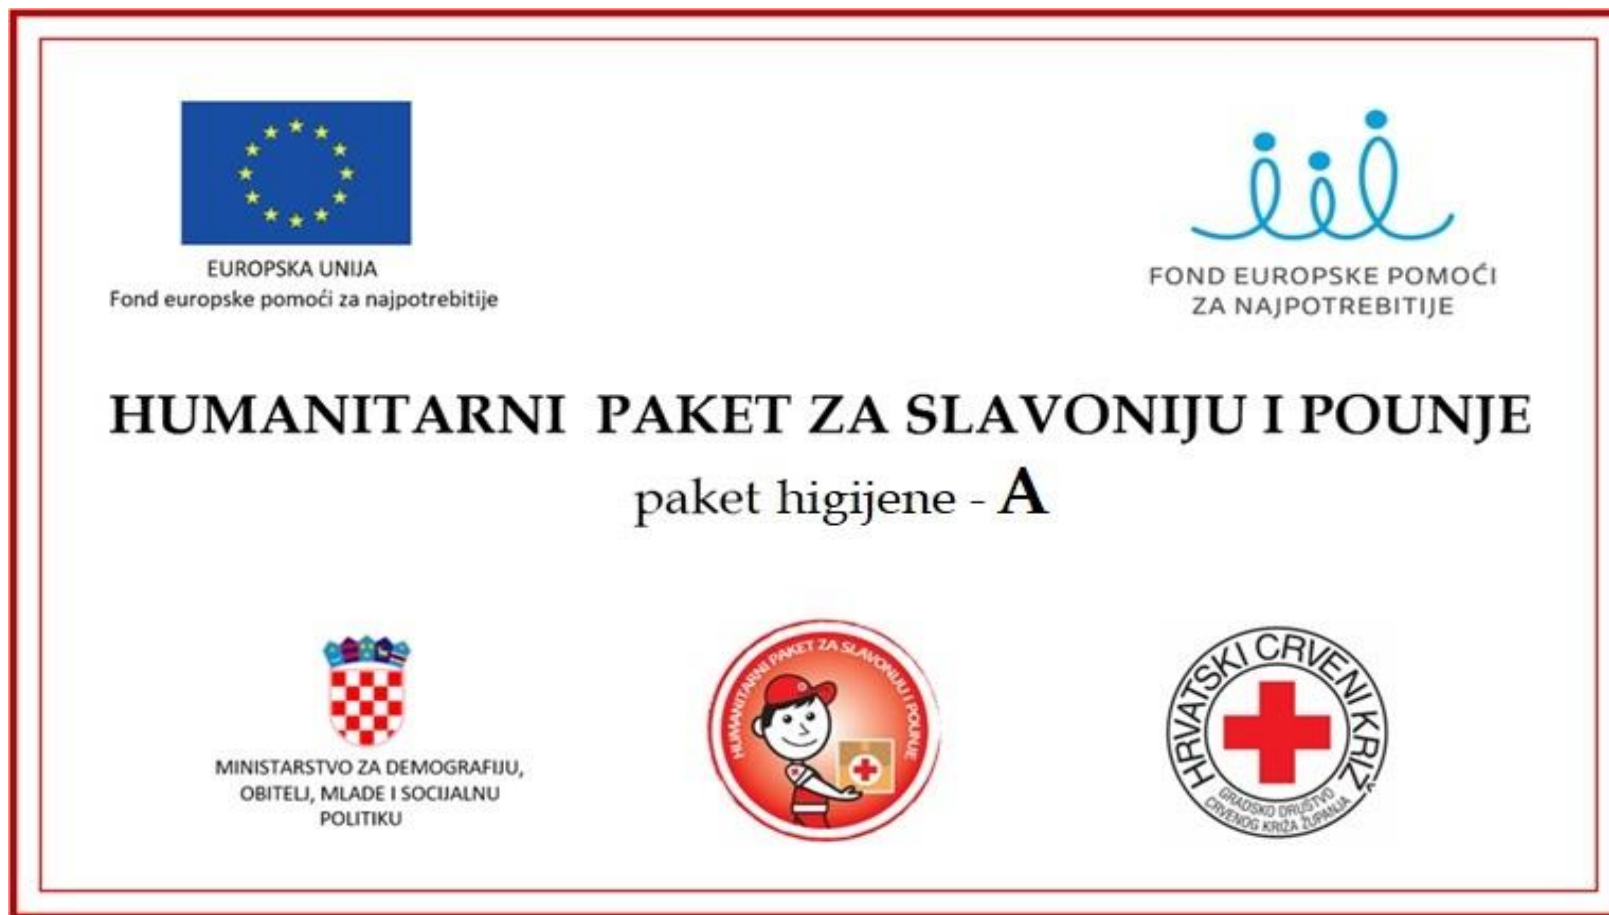 EUROPSKA UNIJA
Fond europske pomoći za najpotrebitije
FOND EUROPSKE POMOĆI
ZA NAJPOTREBITIJE
HUMANITARNI PAKET ZA SLAVONIJU I POUNJE
paket higijene - A
MINISTARSTVO ZA DEMOGRAFIJU,
OBITELJ, MLADE I SOCIJALNU
POLITIKU
HUMANITARNI PAKET ZA SLAVONIJU I POUNJE
HRVATSKI CRVENI KRIŽ
GRADSKO DRUŠTVO
CRVENOG KRIŽA ŽUPANJA